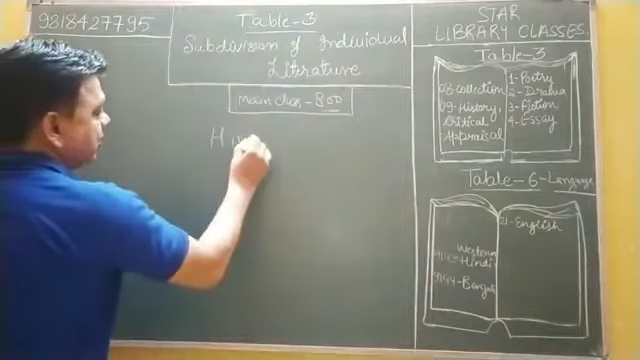 9818427795
Table-3
Subdivision of Individual
Literature
main class - 800
H
STAR
LIBRARY CLASSES
Table-3
08-Collection
09-History,
Critical
Appraisal
1-Poetry
2-Drama
3-Fiction
4-Essay
Table-6-Language
Western
Hindi
9144-Bengali
21-English